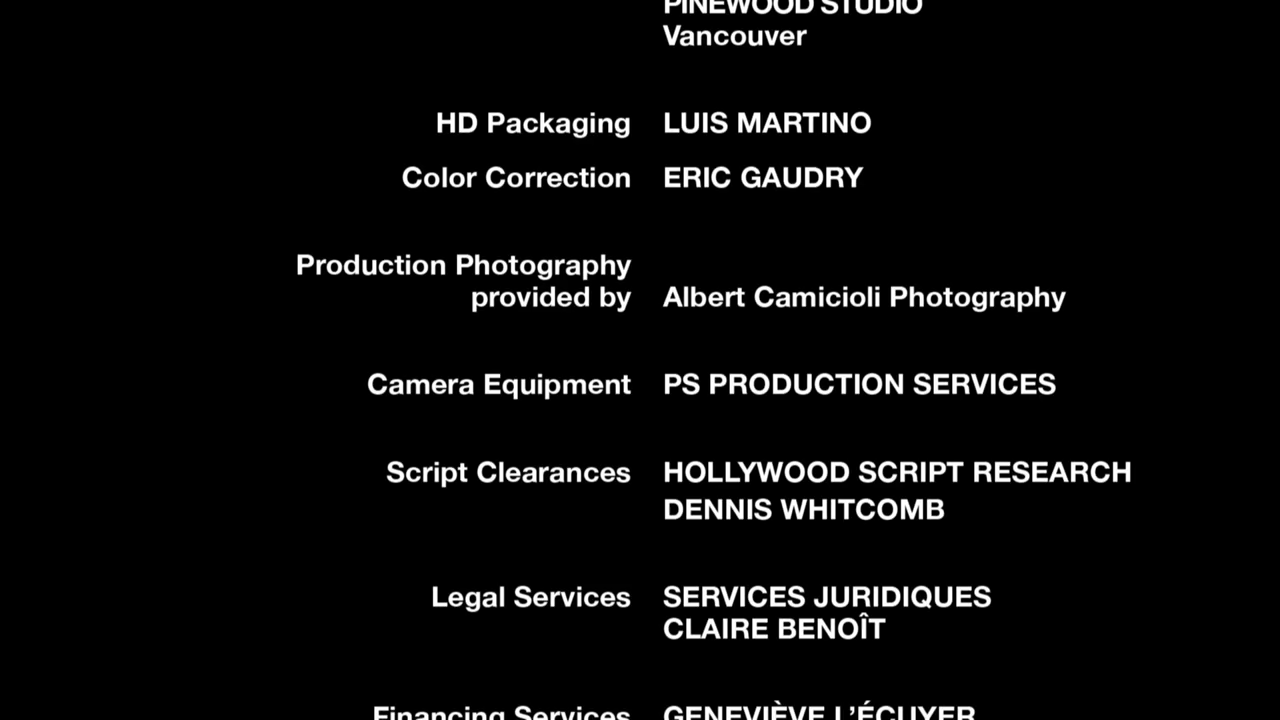 PINEWOOD STUDIO
Vancouver
HD Packaging LUIS MARTINO
Color Correction ERIC GAUDRY
Production Photography
provided by Albert Camicioli Photography
Camera Equipment PS PRODUCTION SERVICES
Script Clearances HOLLYWOOD SCRIPT RESEARCH
DENNIS WHITCOMB
Legal Services SERVICES JURIDIQUES
CLAIRE BENOÎT
Financing Services GENEVIÈVE L’ÉCUYER